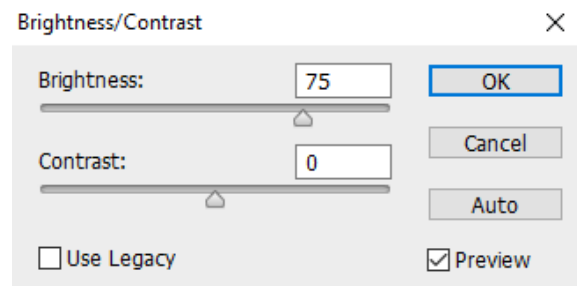 Brightness/Contrast
Brightness: 75 OK
Cancel
Contrast: 0
Auto
Use Legacy Preview